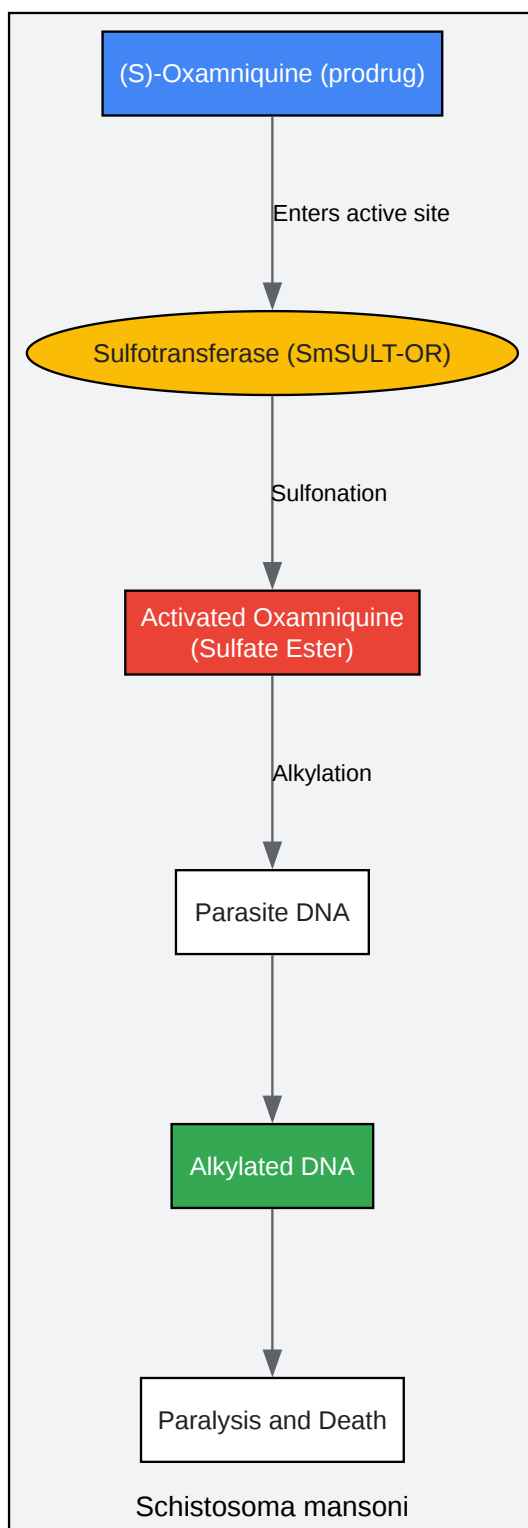 (S)-Oxamniquine (prodrug)
Enters active site
Sulfotransferase (SmSULT-OR)
Sulfonation
Activated Oxamniquine
(Sulfate Ester)
Alkylation
Parasite DNA
Alkylated DNA
Paralysis and Death
Schistosoma mansoni